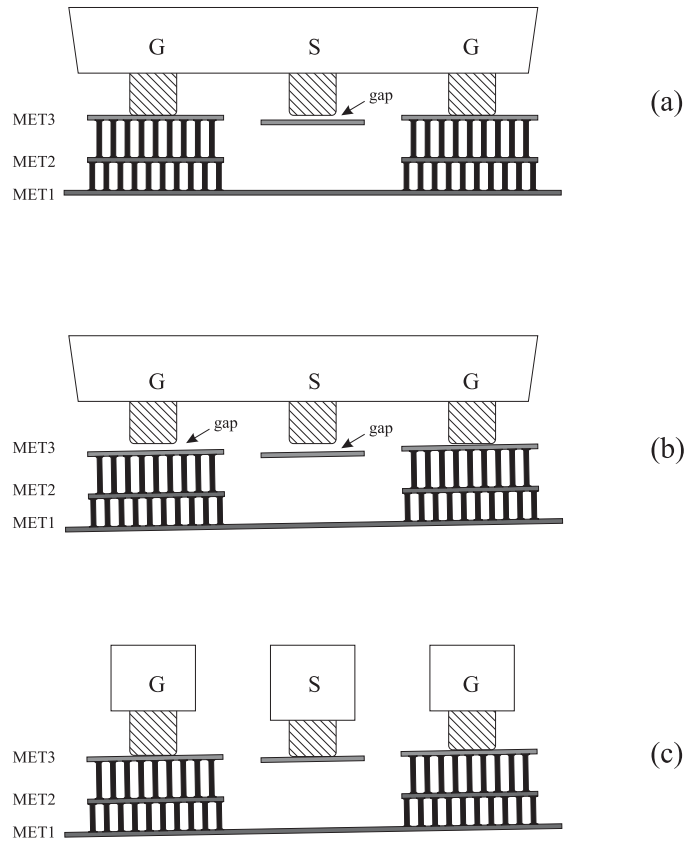 G S G
gap
(a)
MET3
MET2
MET1
G S G
gap
gap
(b)
MET3
MET2
MET1
G S G
(c)
MET3
MET2
MET1